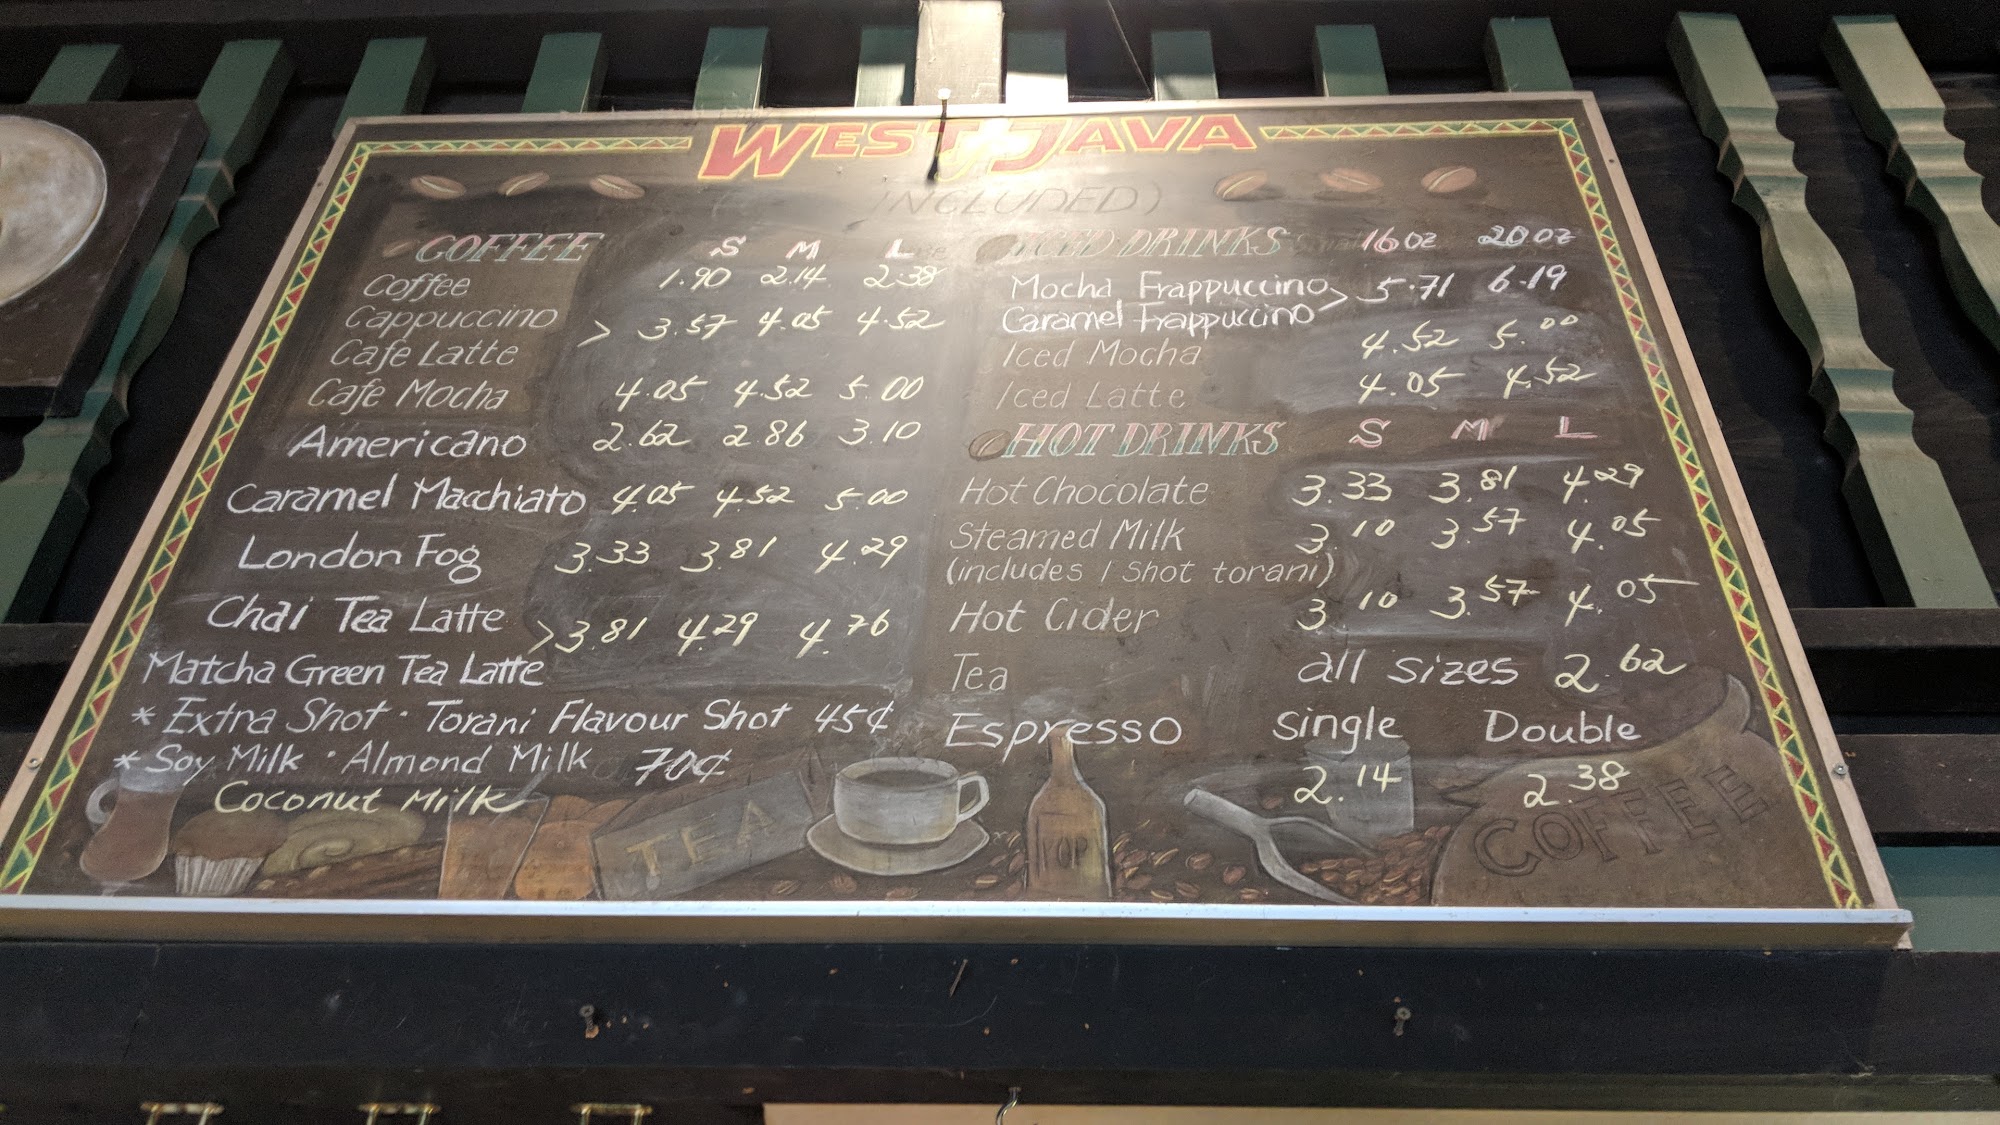 WEST JAVA
INCLUDED)
COFFEE S M L
Coffee 1.90 2.14 2.38
Cappuccino
Cafe Latte > 3.57 4.05 4.52
Cafe Mocha 4.05 4.52 5.00
Americano 2.62 2 86 3.10
Caramel Macchiato 4.05 4.52 5.00
London Fog 3.33 3.81 4.29
Chai Tea Latte > 3.81 4.29 4.76
Matcha Green Tea Latte
* Extra Shot · Torani Flavour Shot 45¢
* Soy Milk · Almond Milk 70¢
Coconut Milk
ICED DRINKS 16oz 20oz
Mocha Frappuccino > 5.71 6.19
Caramel Frappuccino
Iced Mocha 4.52 5.00
Iced Latte 4.05 4.52
HOT DRINKS S M L
Hot Chocolate 3.33 3.81 4.29
Steamed Milk 3.10 3.57 4.05
(includes 1 shot torani)
Hot Cider 3.10 3.57 4.05
Tea all sizes 2.62
Espresso Single Double
2.14 2.38
TEA
POP
COFFEE